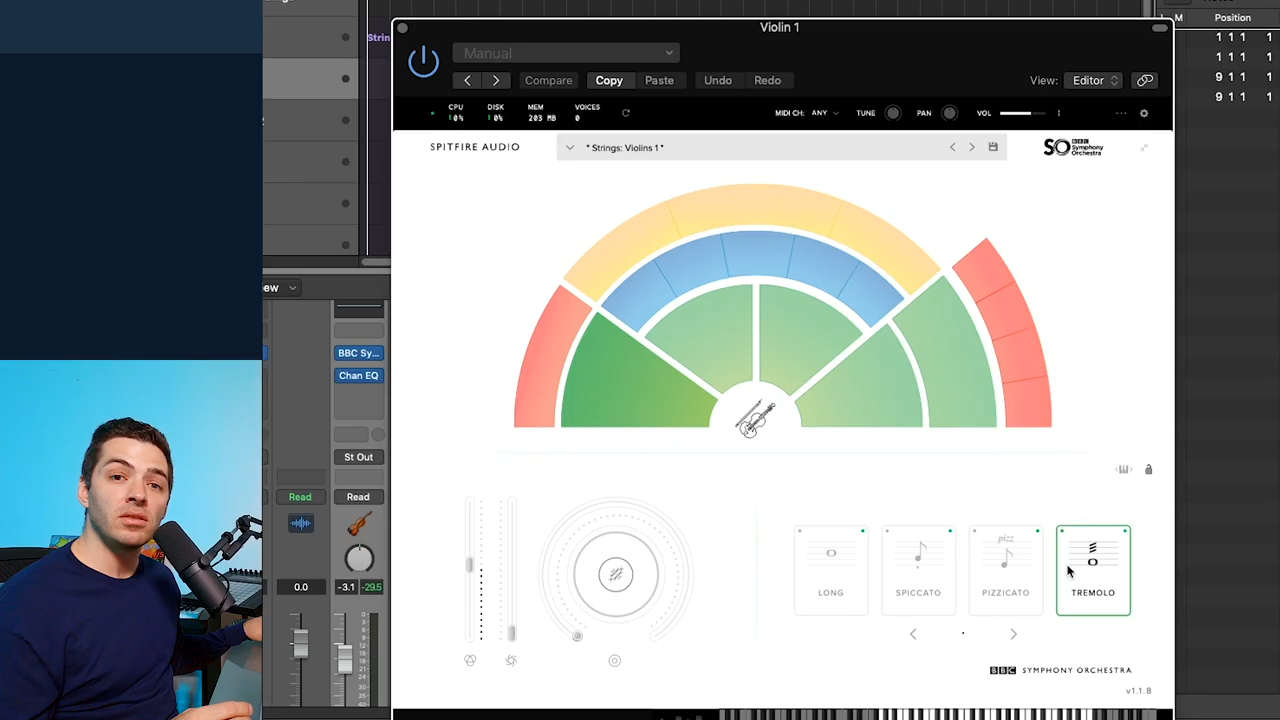 Violin 1
Manual
Compare
Copy
Paste
Undo
Redo
View:
Editor
CPU
0%
DISK
0%
MEM
203 MB
VOICES
0
MIDI CH: ANY
TUNE
PAN
VOL
SPITFIRE AUDIO
* Strings: Violins 1 *
SO BBC Symphony Orchestra
LONG
SPICCATO
pizz
PIZZICATO
TREMOLO
BBC SYMPHONY ORCHESTRA
v1.1.8
Strin
ew
BBC Sy...
Chan EQ
St Out
Read
Read
0.0
-3.1
-29.5
M
Position
1 1 1 1
1 1 1 1
9 1 1 1
9 1 1 1